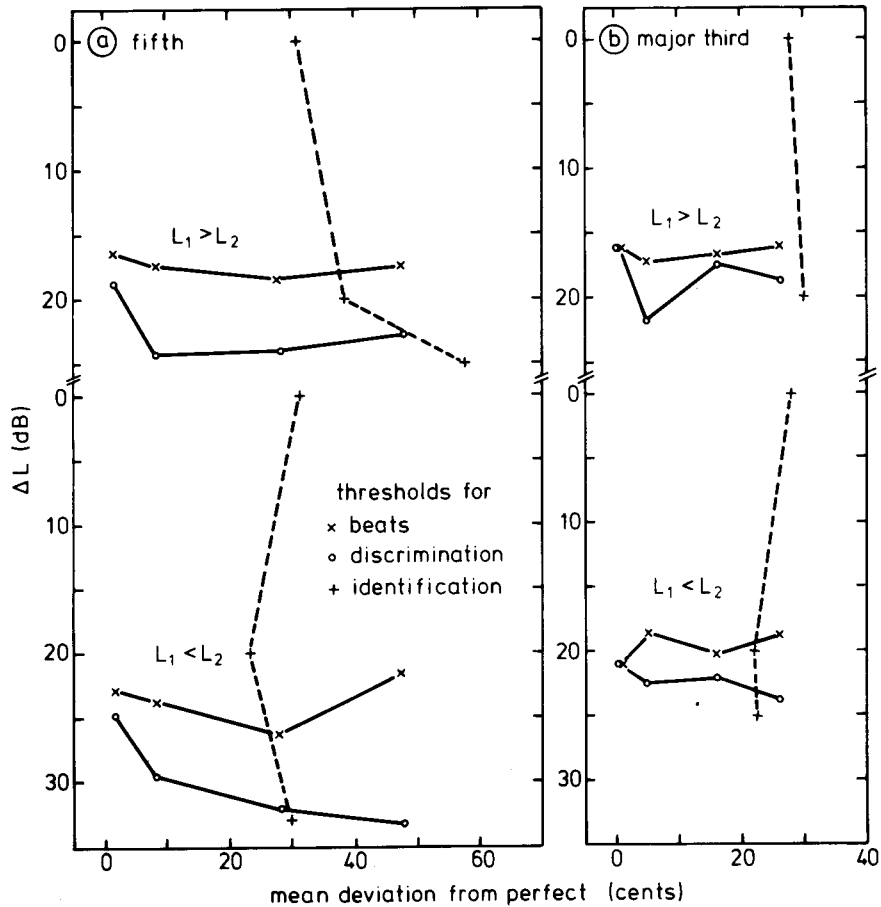 a fifth
b major third
0
10
20
0
10
20
30
0
10
20
0
10
20
30
ΔL (dB)
L₁ > L₂
L₁ > L₂
thresholds for
× beats
o discrimination
+ identification
L₁ < L₂
L₁ < L₂
0 20 40 60
0 20 40
mean deviation from perfect (cents)